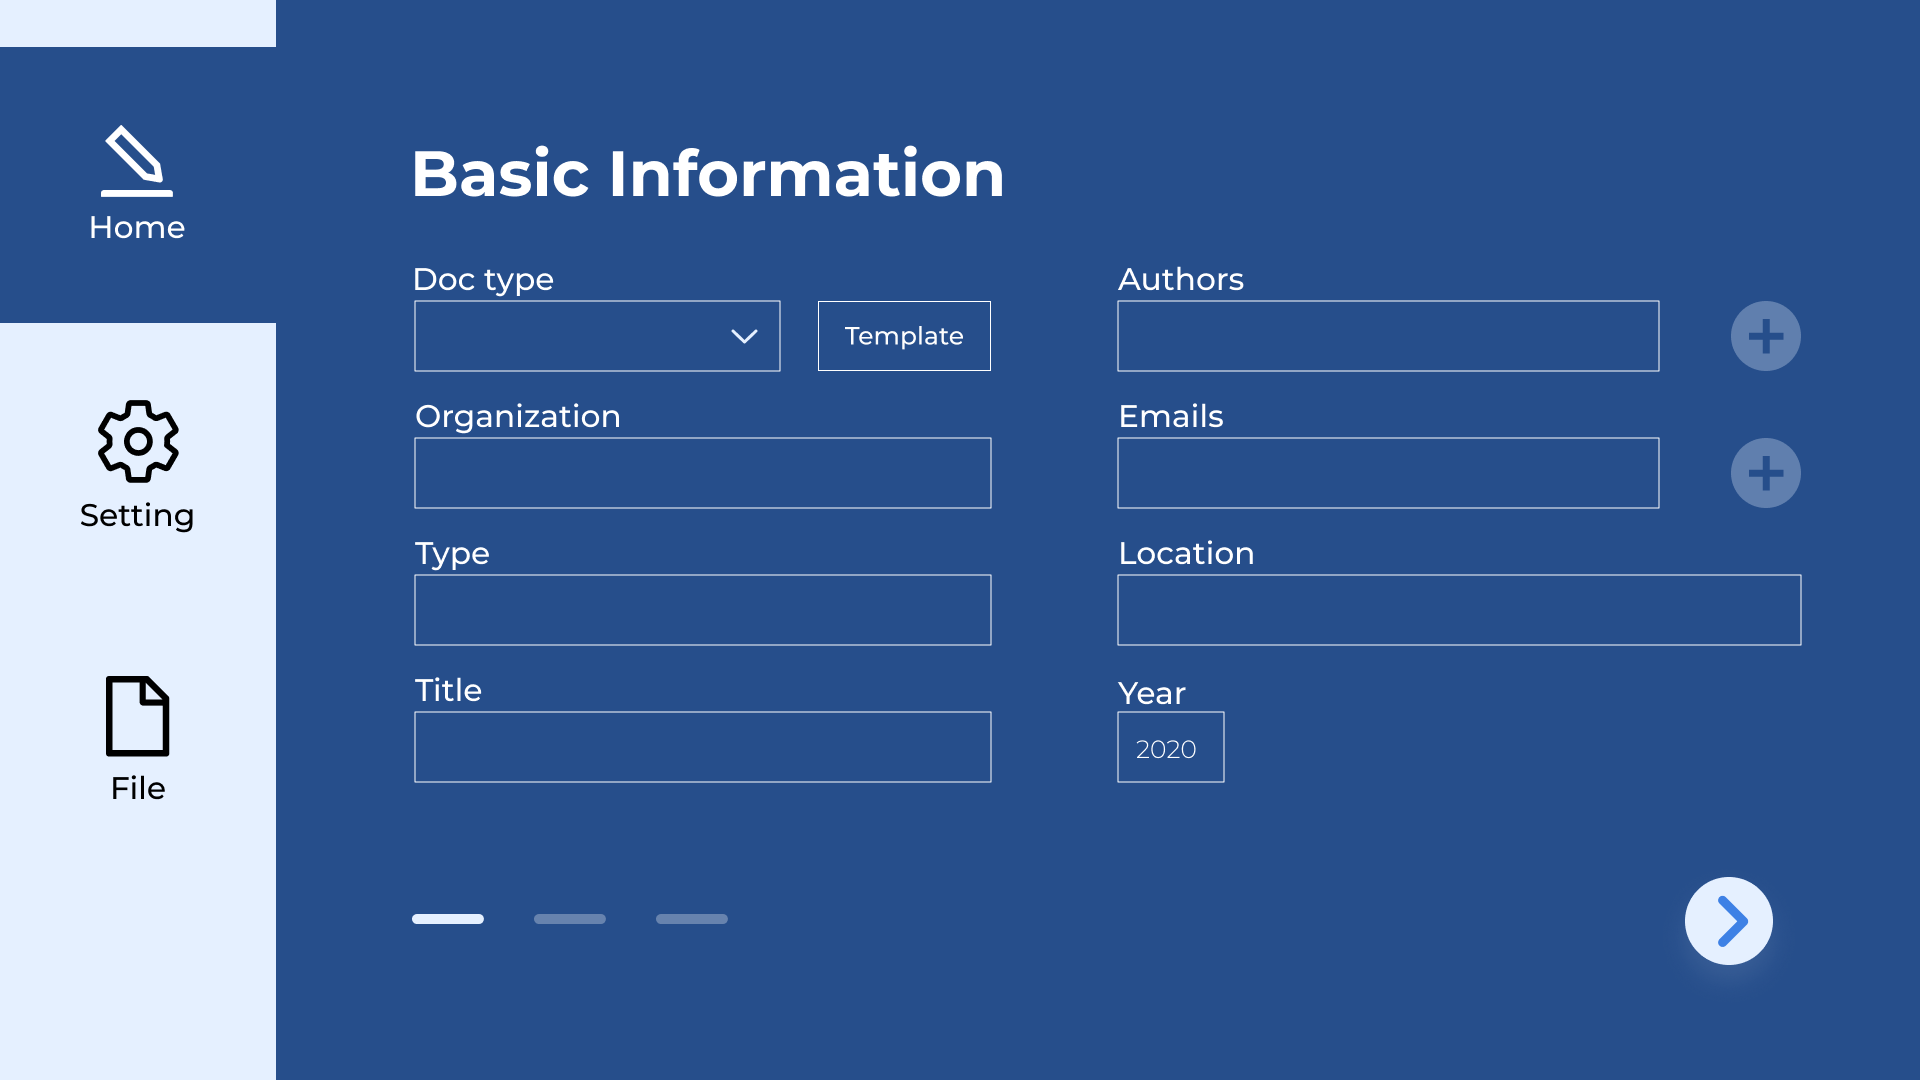 Home
Setting
File
Basic Information
Doc type
Template
Organization
Type
Title
Authors
Emails
Location
Year
2020